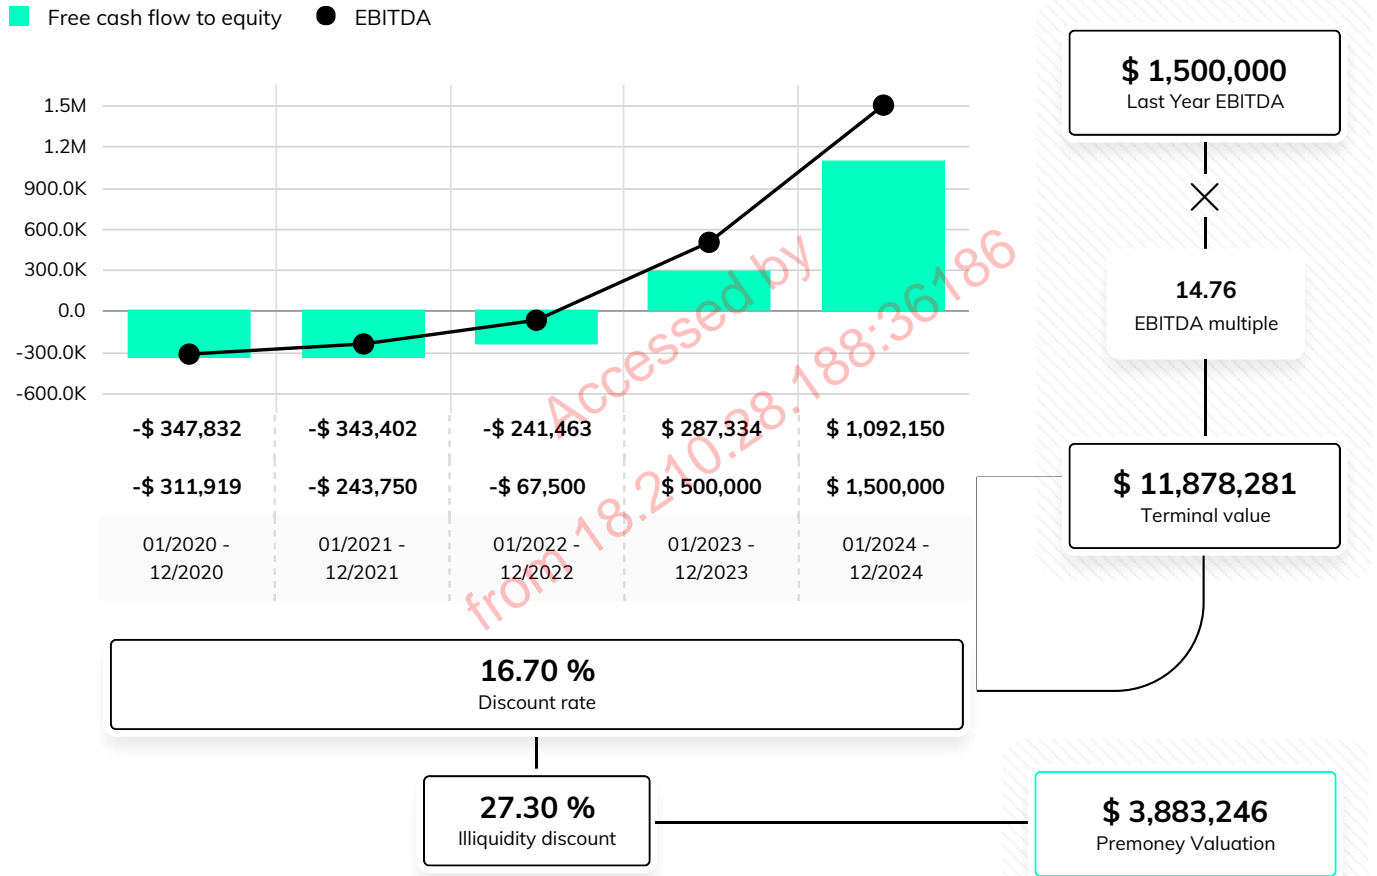 Free cash flow to equity
EBITDA
1.5M
1.2M
900.0K
600.0K
300.0K
0.0
-300.0K
-600.0K
-$ 347,832
-$ 343,402
-$ 241,463
$ 287,334
$ 1,092,150
-$ 311,919
-$ 243,750
-$ 67,500
$ 500,000
$ 1,500,000
01/2020 -
12/2020
01/2021 -
12/2021
01/2022 -
12/2022
01/2023 -
12/2023
01/2024 -
12/2024
Accessed by
from 18.210.28.188:36186
$ 1,500,000
Last Year EBITDA
14.76
EBITDA multiple
$ 11,878,281
Terminal value
16.70 %
Discount rate
27.30 %
Illiquidity discount
$ 3,883,246
Premoney Valuation